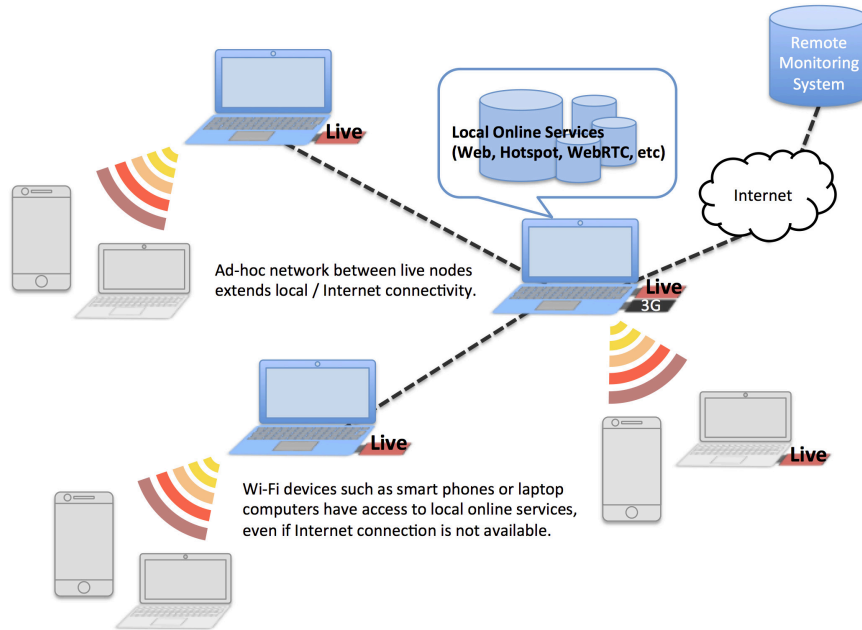 Remote
Monitoring
System
Live
Local Online Services
(Web, Hotspot, WebRTC, etc)
Internet
Ad-hoc network between live nodes
extends local / Internet connectivity.
Live
3G
Live
Live
Wi-Fi devices such as smart phones or laptop
computers have access to local online services,
even if Internet connection is not available.